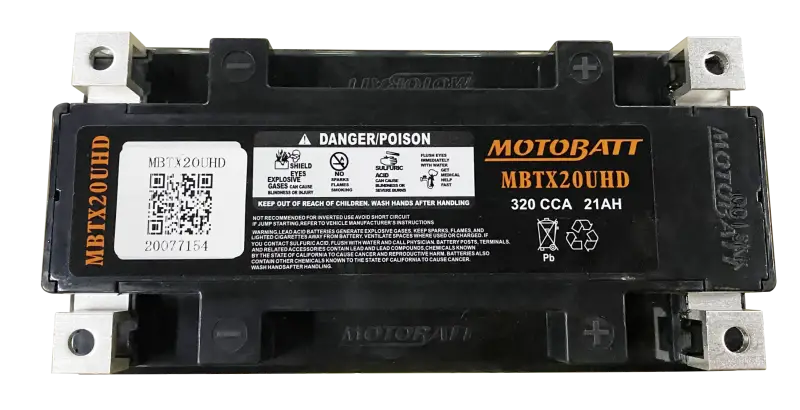 MOTOBATT
MBTX20UHD
MBTX20UHD
20077154
DANGER/POISON
SHIELD
EYES
EXPLOSIVE
GASES CAN CAUSE
BLINDNESS OR INJURY
NO
SPARKS
FLAMES
SMOKING
SULFURIC
ACID
CAN CAUSE
BLINDNESS OR
SEVERE BURNS
FLUSH EYES
IMMEDIATELY
WITH WATER
GET
MEDICAL
HELP
FAST
KEEP OUT OF REACH OF CHILDREN. WASH HANDS AFTER HANDLING
NOT RECOMMENDED FOR INVERTED USE AVOID SHORT CIRCUIT
IF JUMP STARTING,REFER TO VEHICLE MANUFACTURER'S INSTRUCTIONS
WARNING,LEAD ACID BATTERIES GENERATE EXPLOSIVE GASES. KEEP SPARKS, FLAMES, AND
LIGHTED CIGARETTES AWAY FROM BATTERY. VENTILATE SPACES WHERE USED OR CHARGED. IF
YOU CONTACT SULFURIC ACID, FLUSH WITH WATER AND CALL PHYSICIAN. BATTERY POSTS, TERMINALS,
AND RELATED ACCESSORIES CONTAIN LEAD AND LEAD COMPOUNDS,CHEMICALS KNOWN
BY THE STATE OF CALIFORNIA TO CAUSE CANCER AND REPRODUCTIVE HARM. BATTERIES ALSO
CONTAIN OTHER CHEMICALS KNOWN TO THE STATE OF CALIFORNIA TO CAUSE CANCER.
WASH HANDSAFTER HANDLING.
MOTOBATT
MBTX20UHD
320 CCA 21AH
Pb
MOTOBATT
MOTOBATT